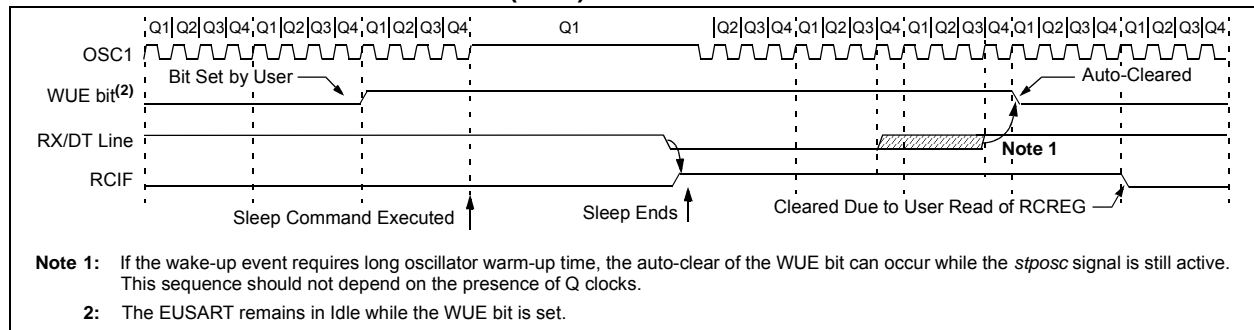 Q1 Q2 Q3 Q4 Q1 Q2 Q3 Q4 Q1 Q2 Q3 Q4 Q1 Q2 Q3 Q4 Q1 Q2 Q3 Q4 Q1 Q2 Q3 Q4 Q1 Q2 Q3 Q4 Q1 Q2 Q3 Q4
OSC1
Bit Set by User
Auto-Cleared
WUE bit(2)
RX/DT Line
Note 1
RCIF
Sleep Command Executed
Sleep Ends
Cleared Due to User Read of RCREG
Note 1: If the wake-up event requires long oscillator warm-up time, the auto-clear of the WUE bit can occur while the stposc signal is still active.
This sequence should not depend on the presence of Q clocks.
2: The EUSART remains in Idle while the WUE bit is set.